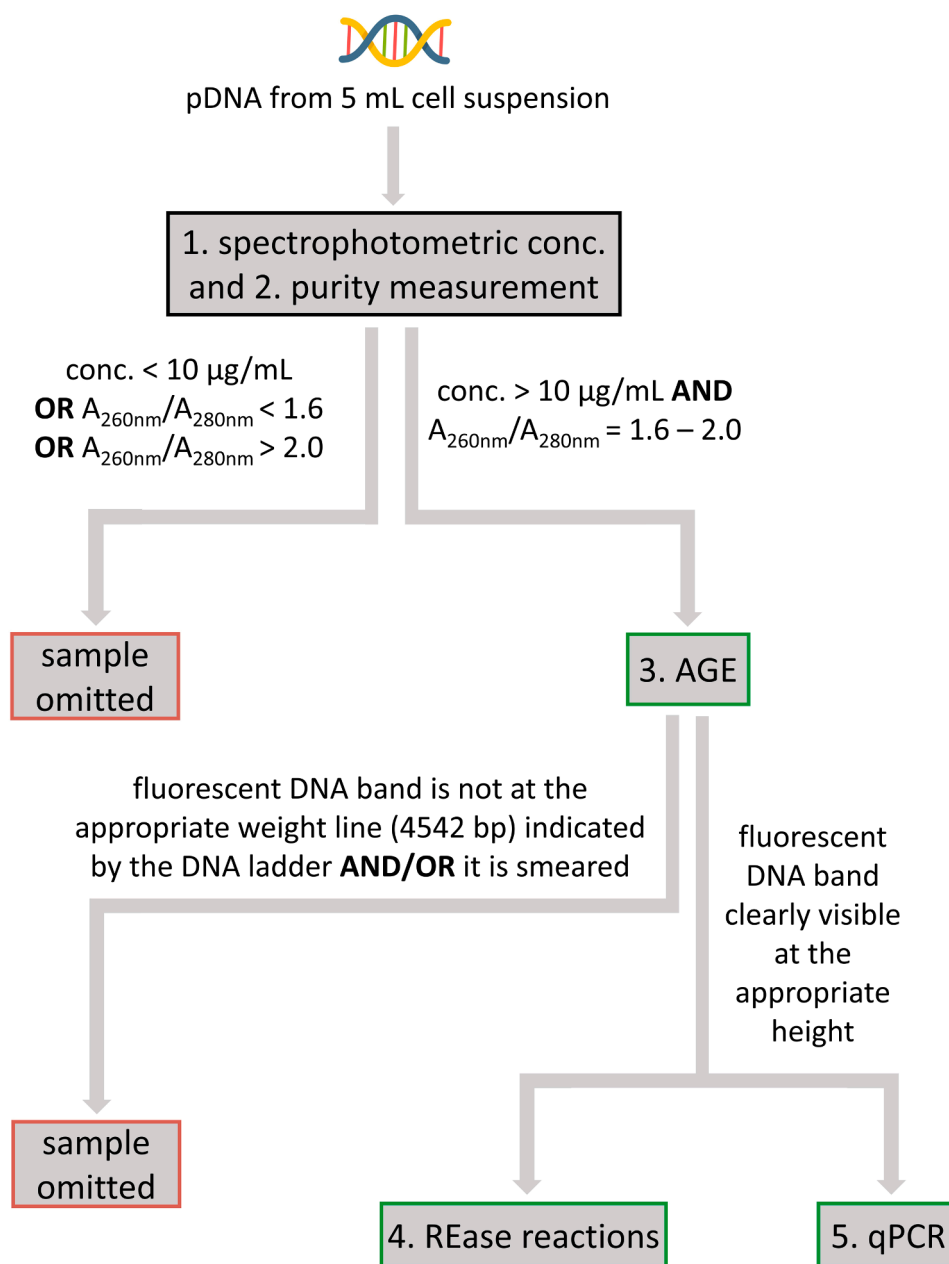 pDNA from 5 mL cell suspension
1. spectrophotometric conc.
and 2. purity measurement
conc. < 10 µg/mL
OR A260nm/A280nm < 1.6
OR A260nm/A280nm > 2.0
conc. > 10 µg/mL AND
A260nm/A280nm = 1.6 – 2.0
sample
omitted
3. AGE
fluorescent DNA band is not at the
appropriate weight line (4542 bp) indicated
by the DNA ladder AND/OR it is smeared
fluorescent
DNA band
clearly visible
at the
appropriate
height
sample
omitted
4. REase reactions
5. qPCR